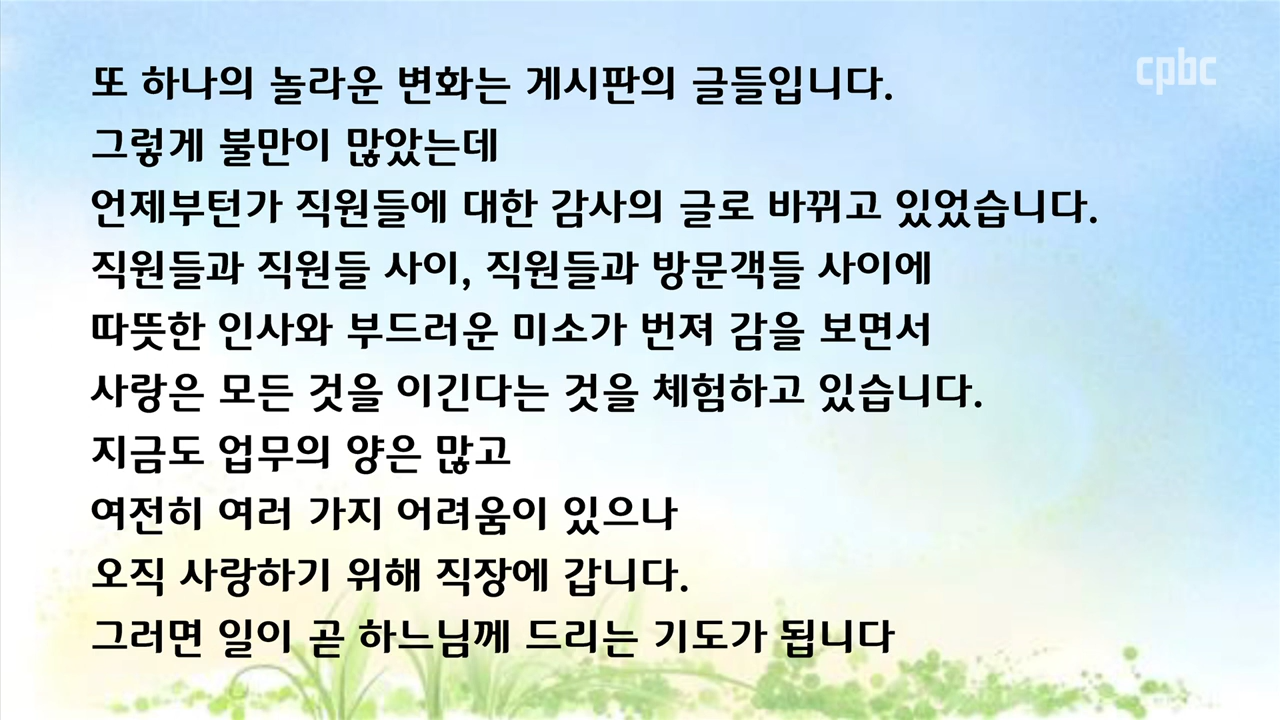 cpbc
또 하나의 놀라운 변화는 게시판의 글들입니다.
그렇게 불만이 많았는데
언제부턴가 직원들에 대한 감사의 글로 바뀌고 있었습니다.
직원들과 직원들 사이, 직원들과 방문객들 사이에
따뜻한 인사와 부드러운 미소가 번져 감을 보면서
사랑은 모든 것을 이긴다는 것을 체험하고 있습니다.
지금도 업무의 양은 많고
여전히 여러 가지 어려움이 있으나
오직 사랑하기 위해 직장에 갑니다.
그러면 일이 곧 하느님께 드리는 기도가 됩니다